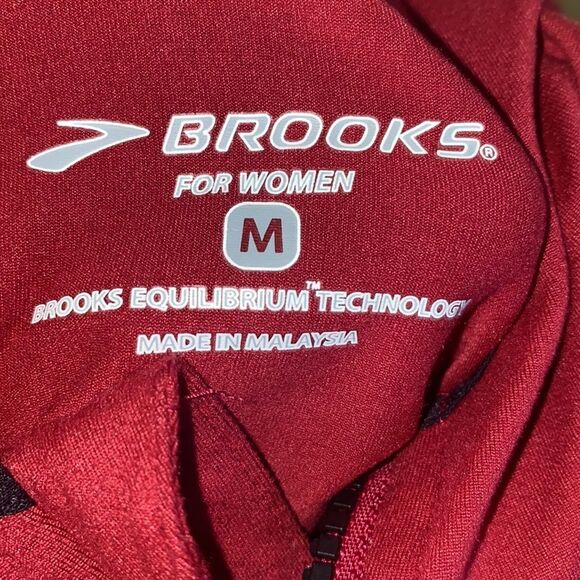 BROOKS®
FOR WOMEN
M
BROOKS EQUILIBRIUM™ TECHNOLOGY
MADE IN MALAYSIA